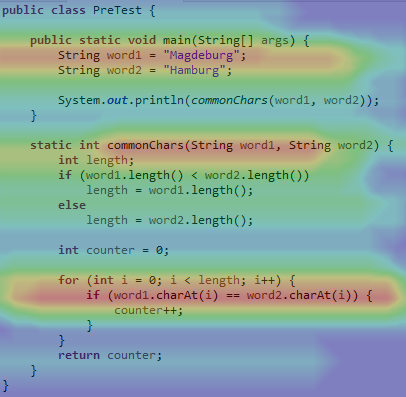 public class PreTest {
public static void main(String[] args) {
String word1 = "Magdeburg";
String word2 = "Hamburg";
System.out.println(commonChars(word1, word2));
}
static int commonChars(String word1, String word2) {
int length;
if (word1.length() < word2.length())
length = word1.length();
else
length = word2.length();
int counter = 0;
for (int i = 0; i < length; i++) {
if (word1.charAt(i) == word2.charAt(i)) {
counter++;
}
}
return counter;
}
}